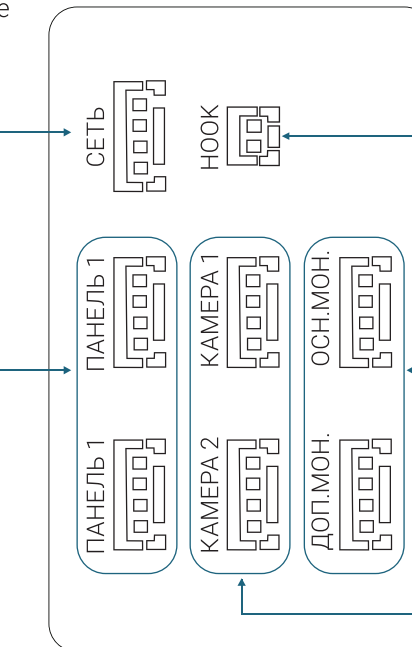 е
СЕТЬ
HOOK
ПАНЕЛЬ 1
КАМЕРА 1
ОСН.МОН.
ПАНЕЛЬ 1
КАМЕРА 2
ДОП.МОН.